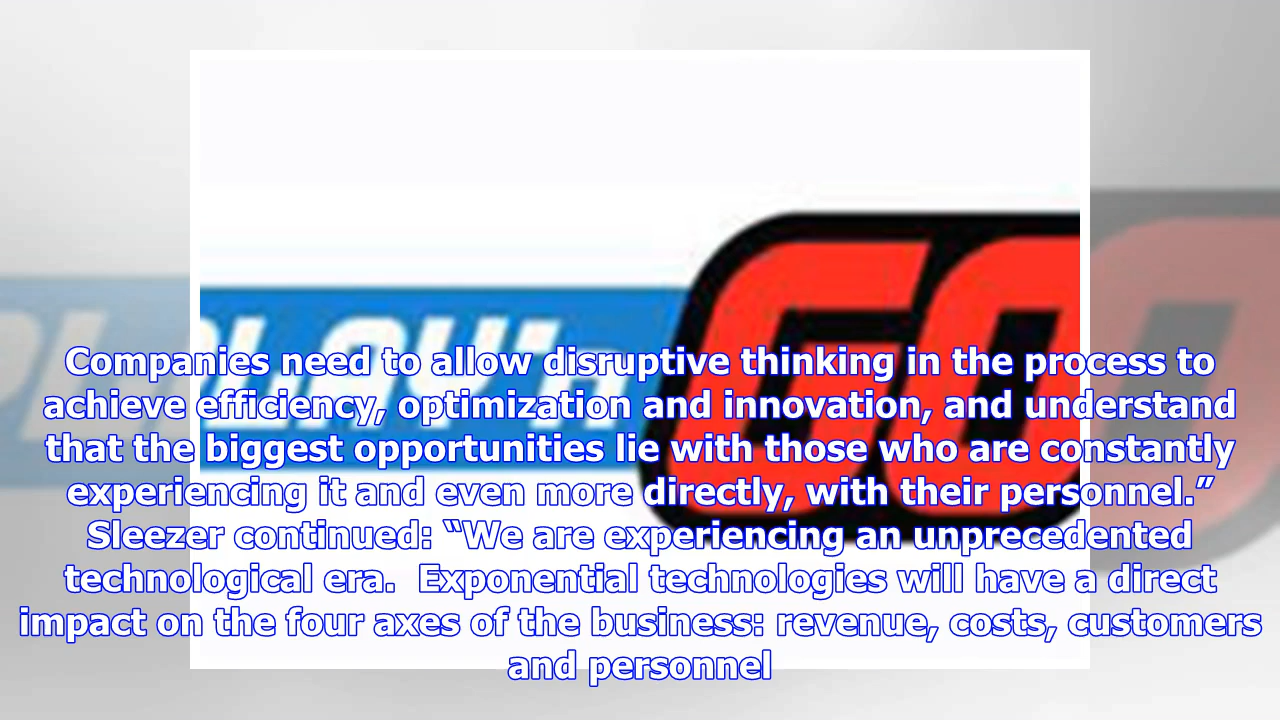 PLAY'n GO
Companies need to allow disruptive thinking in the process to
achieve efficiency, optimization and innovation, and understand
that the biggest opportunities lie with those who are constantly
experiencing it and even more directly, with their personnel.”
Sleezer continued: “We are experiencing an unprecedented
technological era.  Exponential technologies will have a direct
impact on the four axes of the business: revenue, costs, customers
and personnel